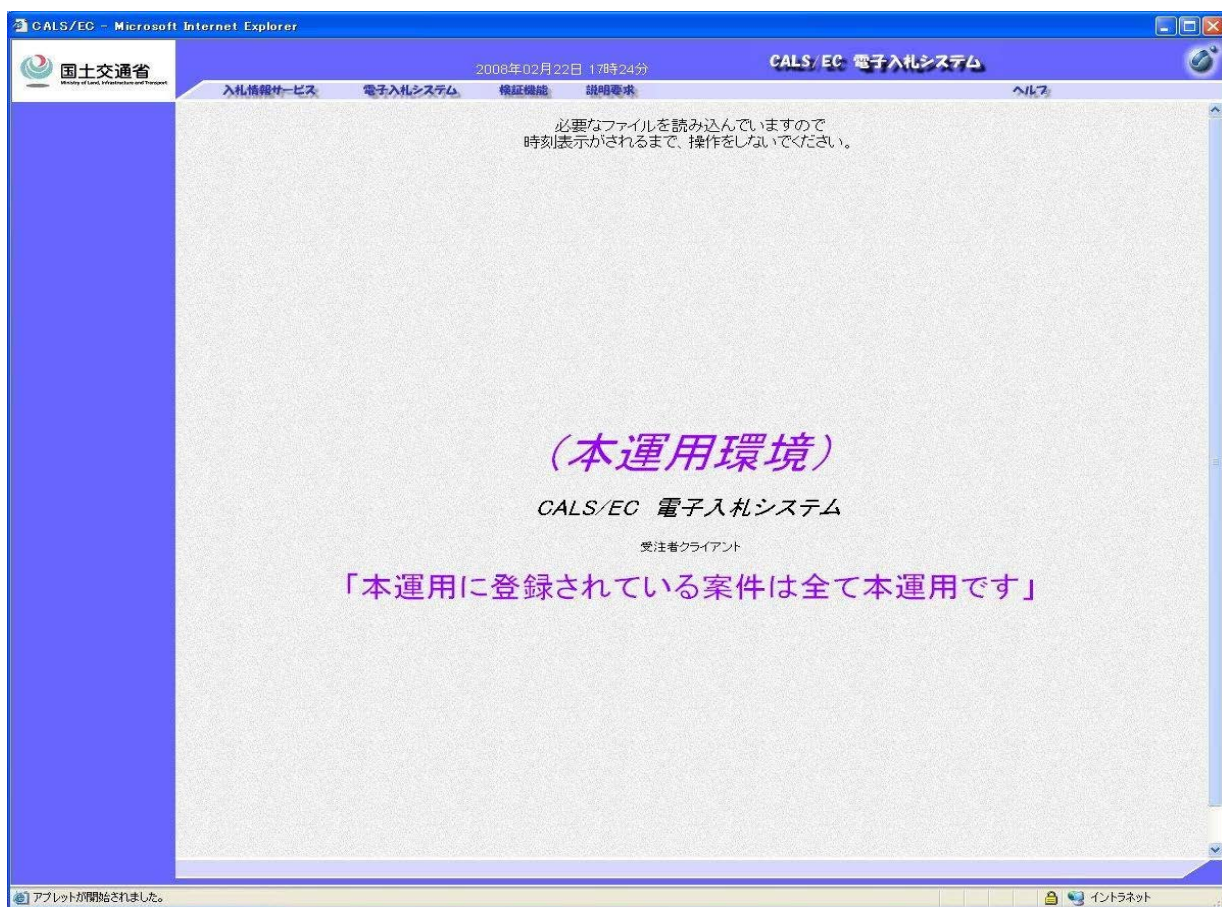 CALS/EC - Microsoft Internet Explorer
国土交通省
Ministry of Land, Infrastructure and Transport
2008年02月22日 17時24分
CALS/EC 電子入札システム
入札情報サービス 電子入札システム 検証機能 説明要求 ヘルプ
必要なファイルを読み込んでいますので
時刻表示がされるまで、操作をしないでください。
（本運用環境）
CALS/EC 電子入札システム
受注者クライアント
「本運用に登録されている案件は全て本運用です」
アプレットが開始されました。 イントラネット